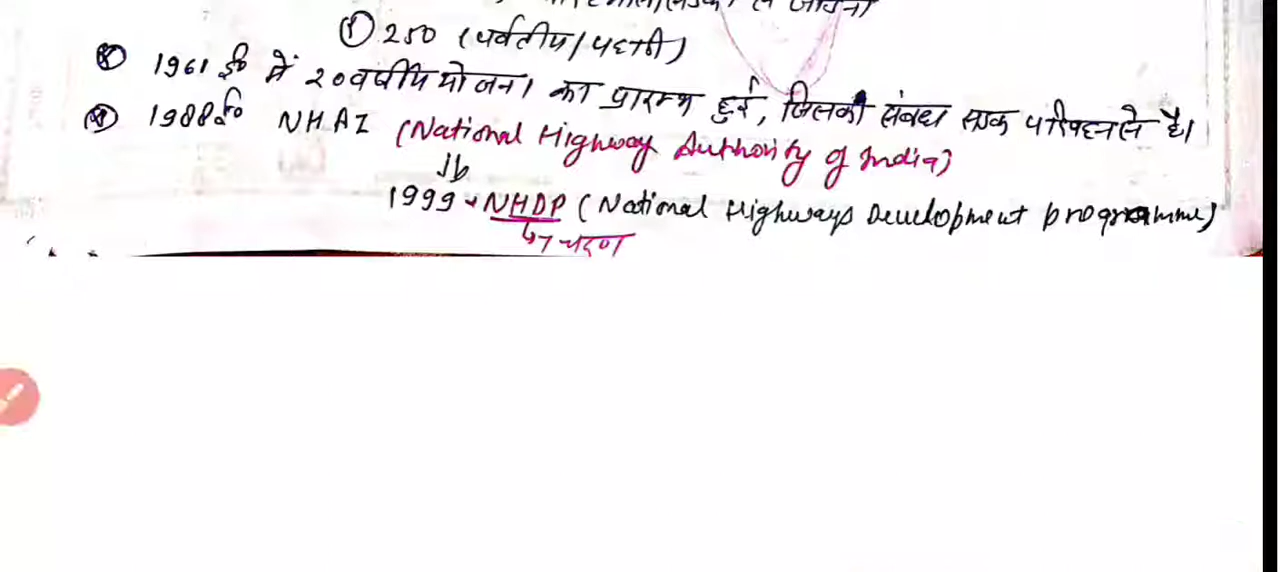 ① 250 (पर्वतीय/पहाड़ी)
⑧ 1961 ई० में 20 वर्षीय योजना का प्रारम्भ हुई, जिसकी संबंध सड़क परिवहन से है।
⑨ 1988 ई० NHAI (National Highway Authority of India)
1999 NHDP (National Highways Development programme)
↳ 7 चरण